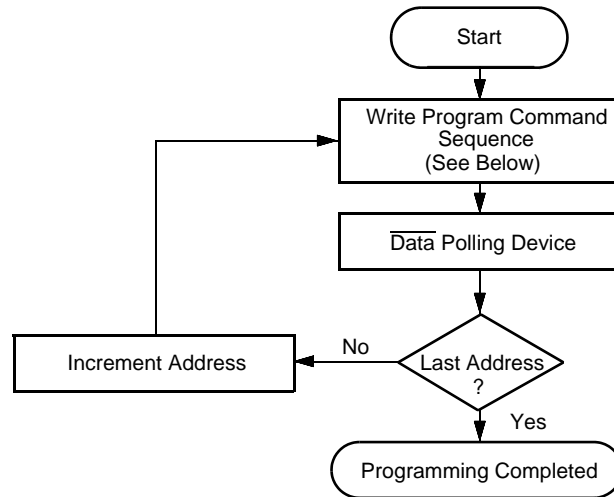 Start
Write Program Command
Sequence
(See Below)
Data Polling Device
No
Increment Address
Last Address
?
Yes
Programming Completed